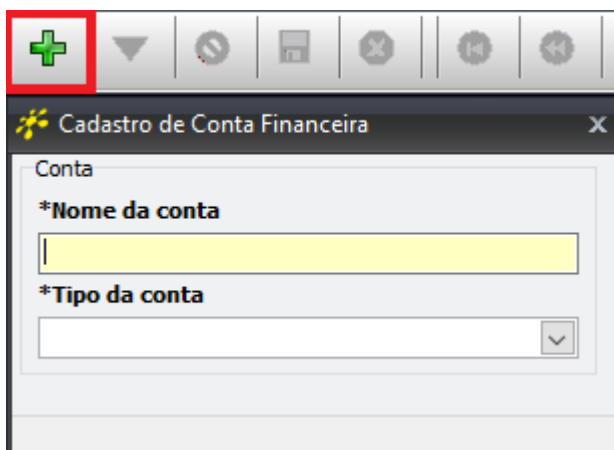 Cadastro de Conta Financeira
Conta
*Nome da conta
*Tipo da conta